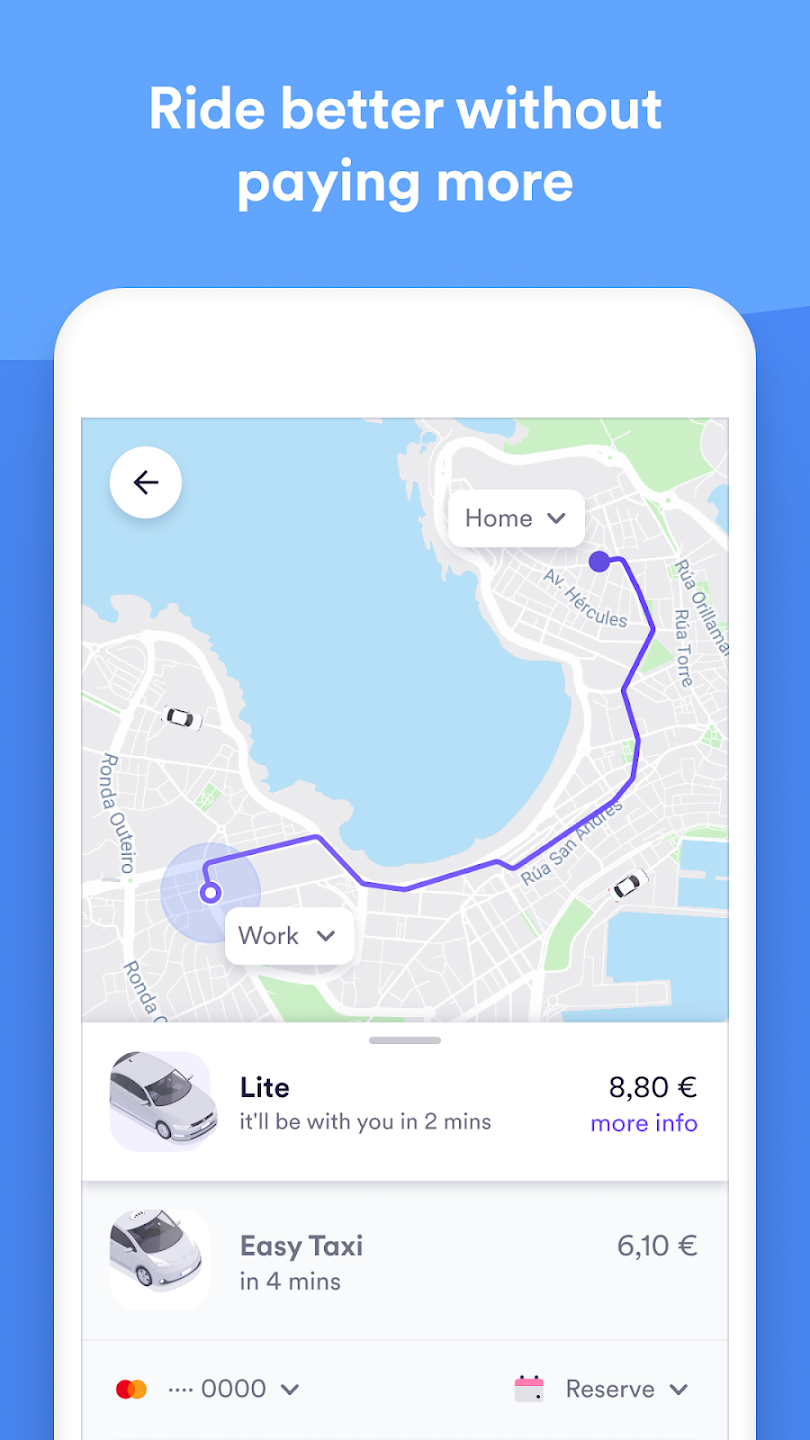 Ride better without
paying more
Home
Av. Hércules
Rúa Orillamar
Rúa Torre
Ronda Outeiro
Rúa San Andrés
Work
Ronda O
Lite
8,80 €
it'll be with you in 2 mins
more info
Easy Taxi
6,10 €
in 4 mins
···· 0000
Reserve